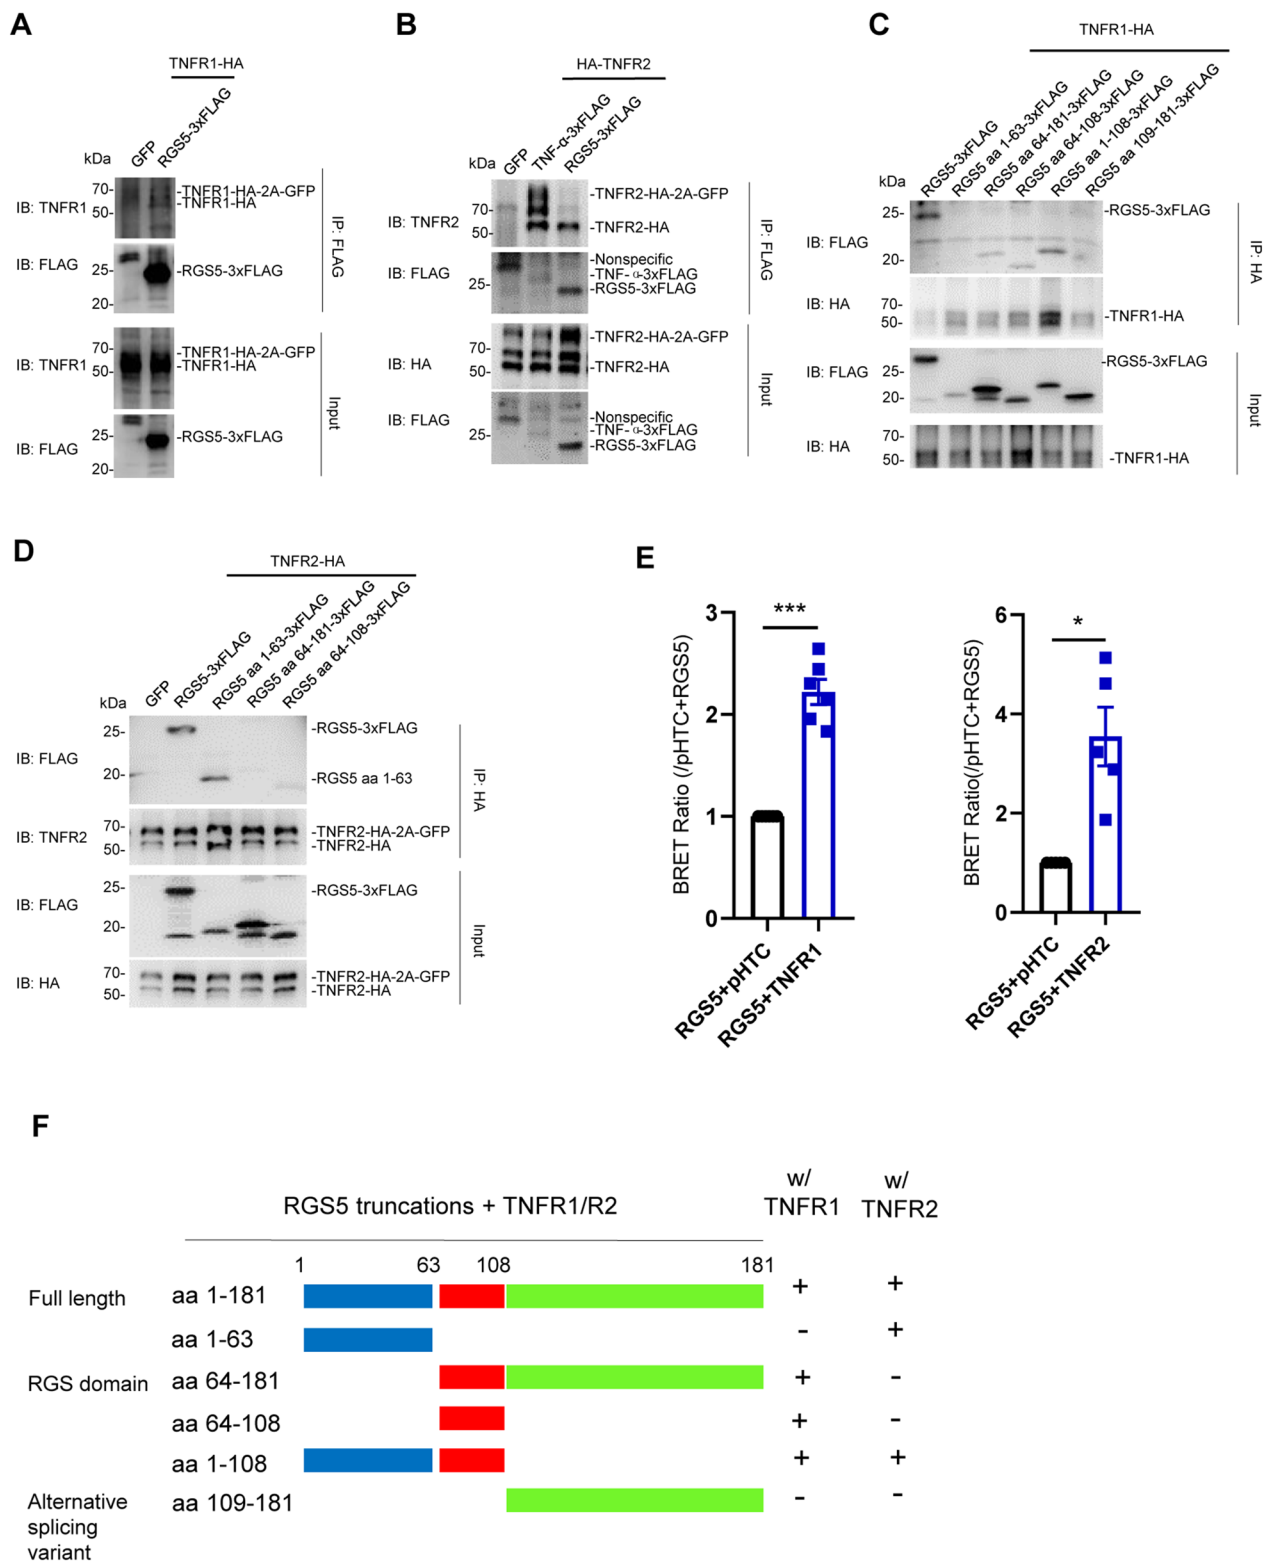 A
TNFR1-HA
GFP
RGS5-3xFLAG
kDa
70-
50-
IB: TNFR1
-TNFR1-HA-2A-GFP
-TNFR1-HA
IB: FLAG
25-
20-
-RGS5-3xFLAG
IP: FLAG
IB: TNFR1
70-
50-
-TNFR1-HA-2A-GFP
-TNFR1-HA
IB: FLAG
25-
20-
-RGS5-3xFLAG
Input
B
HA-TNFR2
GFP
TNF-α-3xFLAG
RGS5-3xFLAG
kDa
IB: TNFR2
70-
50-
-TNFR2-HA-2A-GFP
-TNFR2-HA
IB: FLAG
25-
-Nonspecific
-TNF-α-3xFLAG
-RGS5-3xFLAG
IP: FLAG
IB: HA
70-
50-
-TNFR2-HA-2A-GFP
-TNFR2-HA
IB: FLAG
25-
-Nonspecific
-TNF-α-3xFLAG
-RGS5-3xFLAG
Input
C
TNFR1-HA
RGS5-3xFLAG
RGS5 aa 1-63-3xFLAG
RGS5 aa 64-181-3xFLAG
RGS5 aa 64-108-3xFLAG
RGS5 aa 1-108-3xFLAG
RGS5 aa 109-181-3xFLAG
kDa
25-
20-
IB: FLAG
-RGS5-3xFLAG
IB: HA
70-
50-
-TNFR1-HA
IP: HA
IB: FLAG
25-
20-
-RGS5-3xFLAG
IB: HA
70-
50-
-TNFR1-HA
Input
D
TNFR2-HA
GFP
RGS5-3xFLAG
RGS5 aa 1-63-3xFLAG
RGS5 aa 64-181-3xFLAG
RGS5 aa 64-108-3xFLAG
kDa
25-
20-
IB: FLAG
-RGS5-3xFLAG
-RGS5 aa 1-63
IB: TNFR2
70-
50-
-TNFR2-HA-2A-GFP
-TNFR2-HA
IP: HA
IB: FLAG
25-
20-
-RGS5-3xFLAG
IB: HA
70-
50-
-TNFR2-HA-2A-GFP
-TNFR2-HA
Input
E
BRET Ratio (/pHTC+RGS5)
3
2
1
0
***
RGS5+pHTC
RGS5+TNFR1
BRET Ratio(/pHTC+RGS5)
6
4
2
0
*
RGS5+pHTC
RGS5+TNFR2
F
RGS5 truncations + TNFR1/R2
w/
TNFR1
w/
TNFR2
1 63 108 181
Full length aa 1-181 + +
aa 1-63 - +
RGS domain aa 64-181 + -
aa 64-108 + -
aa 1-108 + +
Alternative aa 109-181 - -
splicing
variant